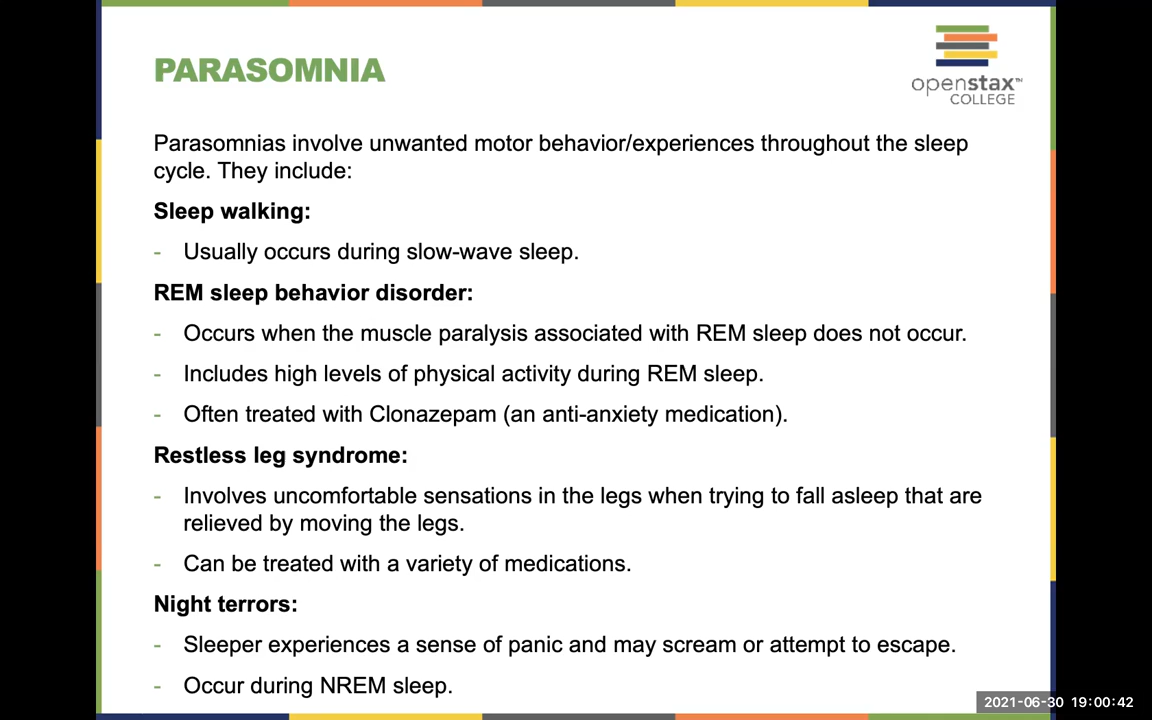 PARASOMNIA
openstax™
COLLEGE
Parasomnias involve unwanted motor behavior/experiences throughout the sleep
cycle. They include:
Sleep walking:
- Usually occurs during slow-wave sleep.
REM sleep behavior disorder:
- Occurs when the muscle paralysis associated with REM sleep does not occur.
- Includes high levels of physical activity during REM sleep.
- Often treated with Clonazepam (an anti-anxiety medication).
Restless leg syndrome:
- Involves uncomfortable sensations in the legs when trying to fall asleep that are
relieved by moving the legs.
- Can be treated with a variety of medications.
Night terrors:
- Sleeper experiences a sense of panic and may scream or attempt to escape.
- Occur during NREM sleep.
2021-06-30 19:00:42